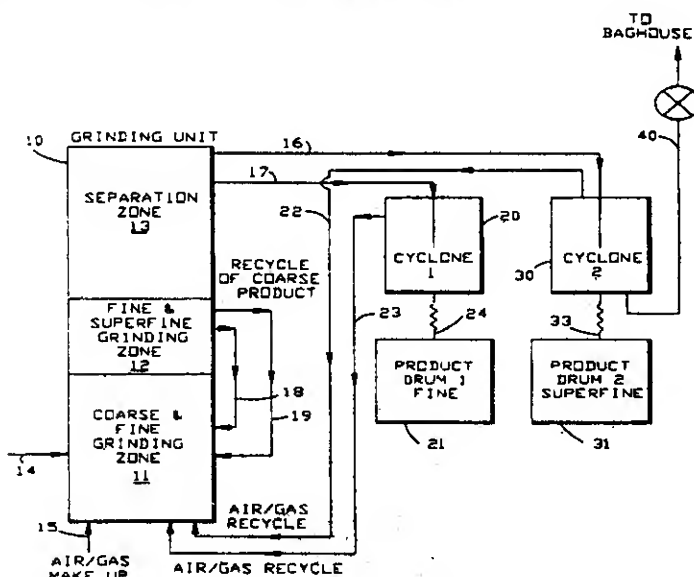 TO
BAGHOUSE
40
GRINDING UNIT
10
16
17
SEPARATION
ZONE
13
22
20
CYCLONE
1
30
CYCLONE
2
RECYCLE
OF COARSE
PRODUCT
FINE &
SUPERFINE
GRINDING
ZONE
12
23
24
33
18
19
COARSE &
FINE
GRINDING
ZONE
11
14
PRODUCT
DRUM 1
FINE
21
PRODUCT
DRUM 2
SUPERFINE
31
15
AIR/GAS
RECYCLE
AIR/GAS
MAKE UP
AIR/GAS RECYCLE